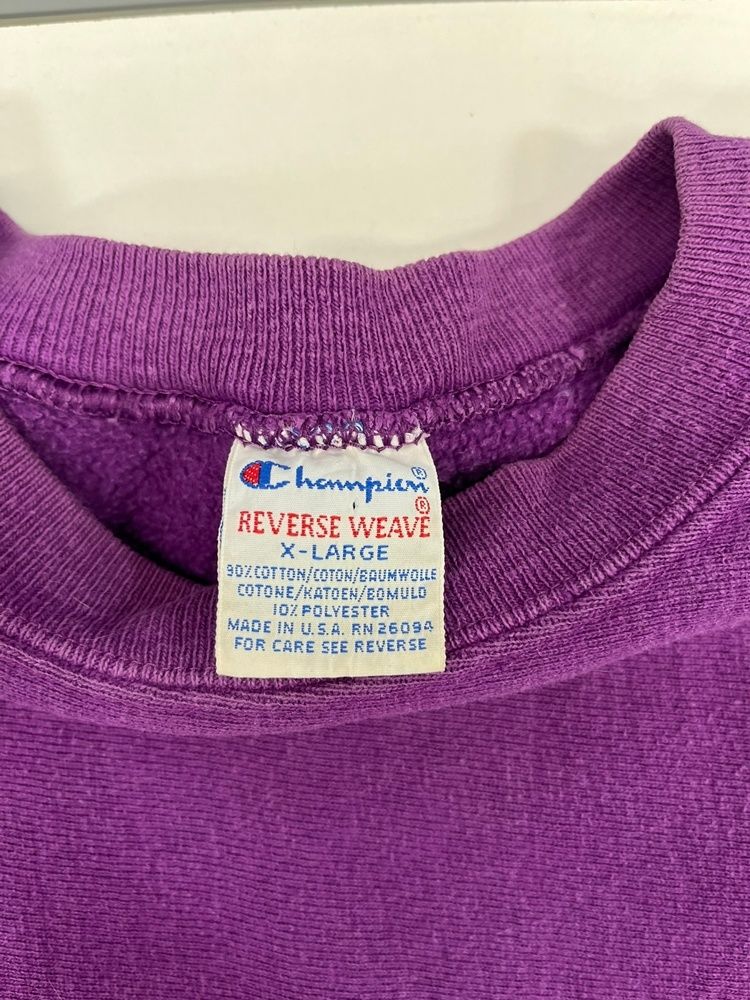 Champion®
REVERSE WEAVE®
X-LARGE
90% COTTON/COTON/BAUMWOLLE
COTONE/KATOEN/BOMULD
10% POLYESTER
MADE IN U.S.A. RN 26094
FOR CARE SEE REVERSE